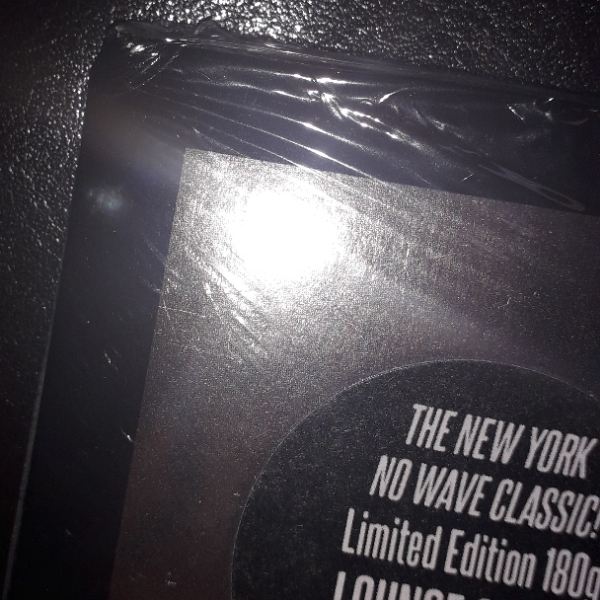 THE NEW YORK
NO WAVE CLASSIC!
Limited Edition 180g